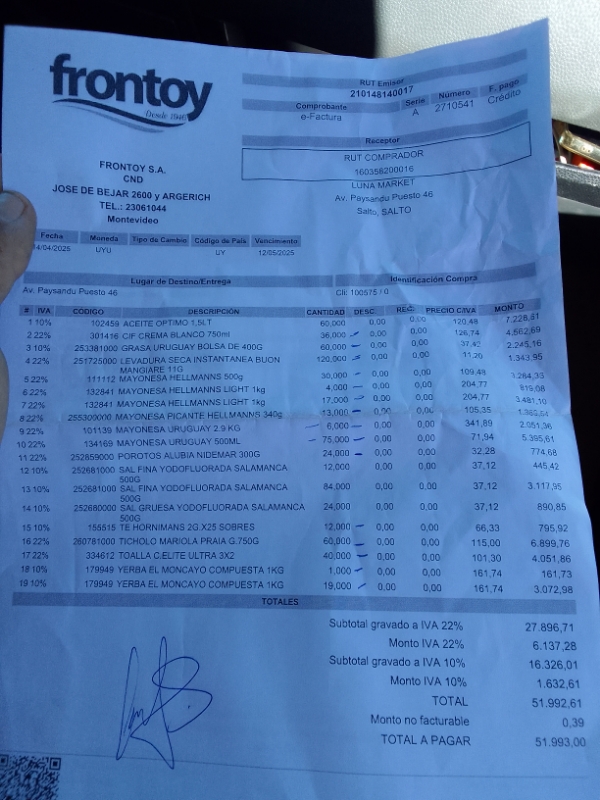 frontoy
Desde 1940
FRONTOY S.A.
CND
JOSE DE BEJAR 2600 y ARGERICH
TEL.: 23061044
Montevideo
RUT Emisor
210148140017
Comprobante Serie Número F. pago
e-Factura A 2710541 Crédito
Receptor
RUT COMPRADOR
160358200016
LUNA MARKET
Av. Paysandu Puesto 46
Salto, SALTO
Fecha Moneda Tipo de Cambio Código de País Vencimiento
14/04/2025 UYU UY 12/05/2025
Lugar de Destino/Entrega Identificación Compra
Av. Paysandu Puesto 46 Cli: 100575 / 0
# IVA CÓDIGO DESCRIPCIÓN CANTIDAD DESC. REC. PRECIO C/IVA MONTO
1 10% 102459 ACEITE OPTIMO 1,5LT 60,000 0,00 0,00 120,48 7.228,81
2 22% 301416 CIF CREMA BLANCO 750ml 36,000 0,00 0,00 126,74 4.562,69
3 10% 253381000 GRASA URUGUAY BOLSA DE 400G 60,000 0,00 0,00 37,42 2.245,16
4 22% 251725000 LEVADURA SECA INSTANTANEA BUON 120,000 0,00 0,00 11,20 1.343,95
MANGIARE 11G
5 22% 111112 MAYONESA HELLMANNS 500g 30,000 0,00 0,00 109,48 3.284,33
6 22% 132841 MAYONESA HELLMANNS LIGHT 1kg 4,000 0,00 0,00 204,77 819,08
7 22% 132841 MAYONESA HELLMANNS LIGHT 1kg 17,000 0,00 0,00 204,77 3.481,10
8 22% 255300000 MAYONESA PICANTE HELLMANNS 340g 13,000 0,00 0,00 105,35
9 22% 101139 MAYONESA URUGUAY 2.9 KG 6,000 0,00 0,00 341,89 2.051,36
10 22% 134169 MAYONESA URUGUAY 500ML 75,000 0,00 0,00 71,94 5.395,61
11 22% 252859000 POROTOS ALUBIA NIDEMAR 300G 24,000 0,00 0,00 32,28 774,68
12 10% 252681000 SAL FINA YODOFLUORADA SALAMANCA 12,000 0,00 0,00 37,12 445,42
500G
13 10% 252681000 SAL FINA YODOFLUORADA SALAMANCA 84,000 0,00 0,00 37,12 3.117,95
500G
14 10% 252680000 SAL GRUESA YODOFLUORADA SALAMANCA 24,000 0,00 0,00 37,12 890,85
500G
15 10% 155515 TE HORNIMANS 2G.X25 SOBRES 12,000 0,00 0,00 66,33 795,92
16 22% 260781000 TICHOLO MARIOLA PRAIA G.750G 60,000 0,00 0,00 115,00 6.899,76
17 22% 334612 TOALLA C.ELITE ULTRA 3X2 40,000 0,00 0,00 101,30 4.051,86
18 10% 179949 YERBA EL MONCAYO COMPUESTA 1KG 1,000 0,00 0,00 161,74 161,73
19 10% 179949 YERBA EL MONCAYO COMPUESTA 1KG 19,000 0,00 0,00 161,74 3.072,98
TOTALES
Subtotal gravado a IVA 22% 27.896,71
Monto IVA 22% 6.137,28
Subtotal gravado a IVA 10% 16.326,01
Monto IVA 10% 1.632,61
TOTAL 51.992,61
Monto no facturable 0,39
TOTAL A PAGAR 51.993,00